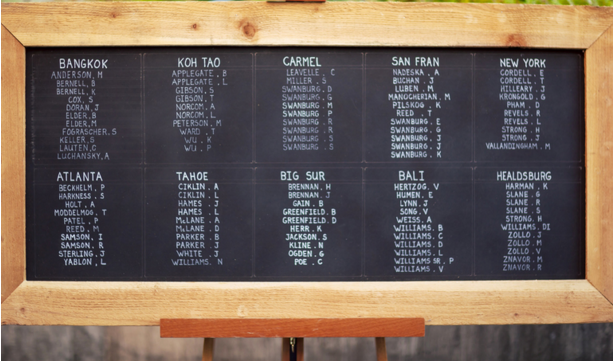 BANGKOK
ANDERSON, M
BERNELL, B
BERNELL, K
COX, S
DORAN, J
ELDER, B
ELDER, M
FOGRASCHER, S
KELLER, S
LAUTEN, C
LUCHANSKY, A
KOH TAO
APPLEGATE, B
APPLEGATE, L
GIBSON, S
GIBSON, T
NORCOM, A
NORCOM, L
PETERSON, M
WARD, T
WU, K
WU, P
CARMEL
LEAVELLE, C
MILLER, S
SWANBURG, D
SWANBURG, G
SWANBURG, M
SWANBURG, P
SWANBURG, R
SWANBURG, R
SWANBURG, S
SWANBURG, S
SAN FRAN
NADESKA, A
BUCHAN, J
LUBEN, M
MANOCHERIAN, M
PILSKOG, K
REED, T
SWANBURG, E
SWANBURG, G
SWANBURG, J
SWANBURG, J
SWANBURG, K
NEW YORK
CORDELL, E
CORDELL, T
HILLEARY, J
KRONGOLD, G
PHAM, D
REVELS, R
REVELS, L
STRONG, H
STRONG, J
VALLANDINGHAM, M
ATLANTA
BECKHELM, P
HARKNESS, S
HOLT, A
MODDELMOG, T
PATEL, P
REED, M
SAMSON, I
SAMSON, R
STERLING, J
YABLON, L
TAHOE
CIKLIN, A
CIKLIN, L
HAMES, J
HAMES, L
McLANE, A
McLANE, D
PARKER, B
PARKER, J
WHITE, J
WILLIAMS, N
BIG SUR
BRENNAN, H
BRENNAN, J
GAIN, B
GREENFIELD, B
GREENFIELD, D
HERR, K
JACKSON, S
KLINE, N
OGDEN, G
POE, C
BALI
HERTZOG, V
HUMEN, E
LYNN, J
SONG, V
WEISS, A
WILLIAMS, B
WILLIAMS, C
WILLIAMS, D
WILLIAMS, L
WILLIAMS SR, P
WILLIAMS, V
HEALDSBURG
HARMAN, K
SLANE, G
SLANE, R
SLANE, S
STRONG, H
WILLIAMS, DI
ZOLLO, J
ZOLLO, M
ZOLLO, V
ZNAVOR, M
ZNAVOR, R